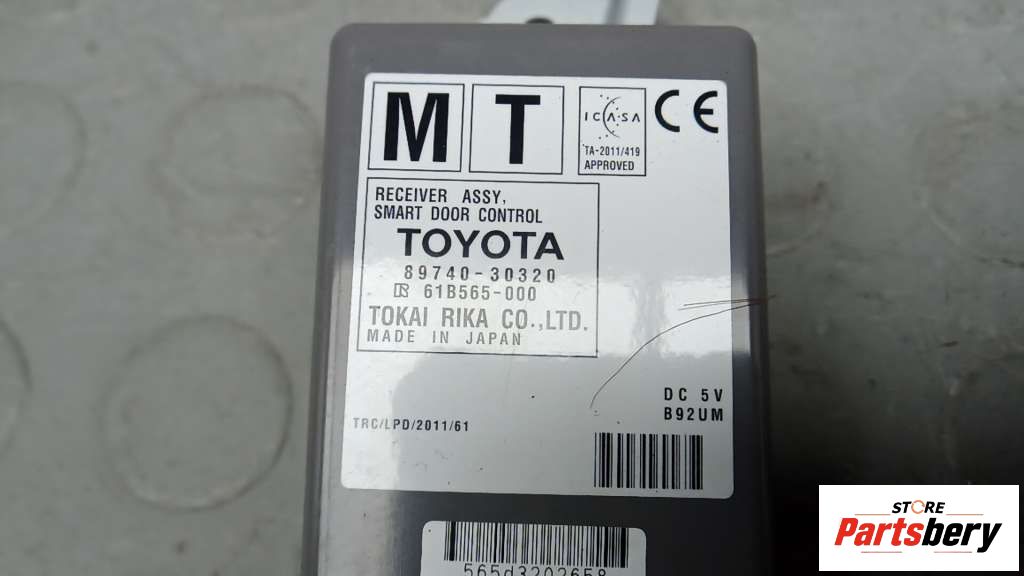 M T
ICASA
TA-2011/419
APPROVED
CE
RECEIVER ASSY,
SMART DOOR CONTROL
TOYOTA
89740-30320
61B565-000
TOKAI RIKA CO.,LTD.
MADE IN JAPAN
DC 5V
B92UM
TRC/LPD/2011/61
565d3202658
STORE
Partsbery